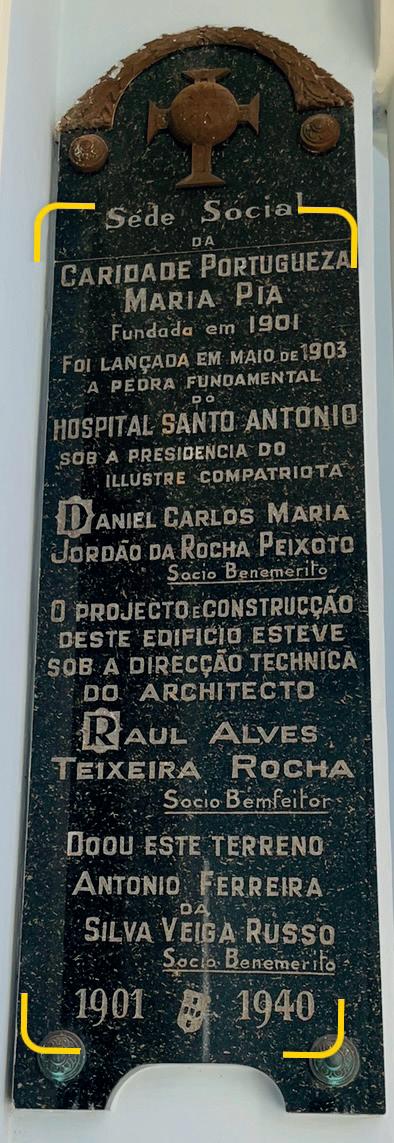 Séde Social
DA
CARIDADE PORTUGUEZA
MARIA PIA
Fundada em 1901
FOI LANÇADA EM MAIO DE 1903
A PEDRA FUNDAMENTAL
DO
HOSPITAL SANTO ANTONIO
SOB A PRESIDENCIA DO
ILLUSTRE COMPATRIOTA
DANIEL CARLOS MARIA
JORDÃO DA ROCHA PEIXOTO
Socio Benemerito
O PROJECTO E CONSTRUCÇÃO
DESTE EDIFICIO ESTEVE
SOB A DIRECÇÃO TECHNICA
DO ARCHITECTO
RAUL ALVES
TEIXEIRA ROCHA
Socio Bemfeitor
DOOU ESTE TERRENO
ANTONIO FERREIRA
DA
SILVA VEIGA RUSSO
Socio Benemerito
1901 1940